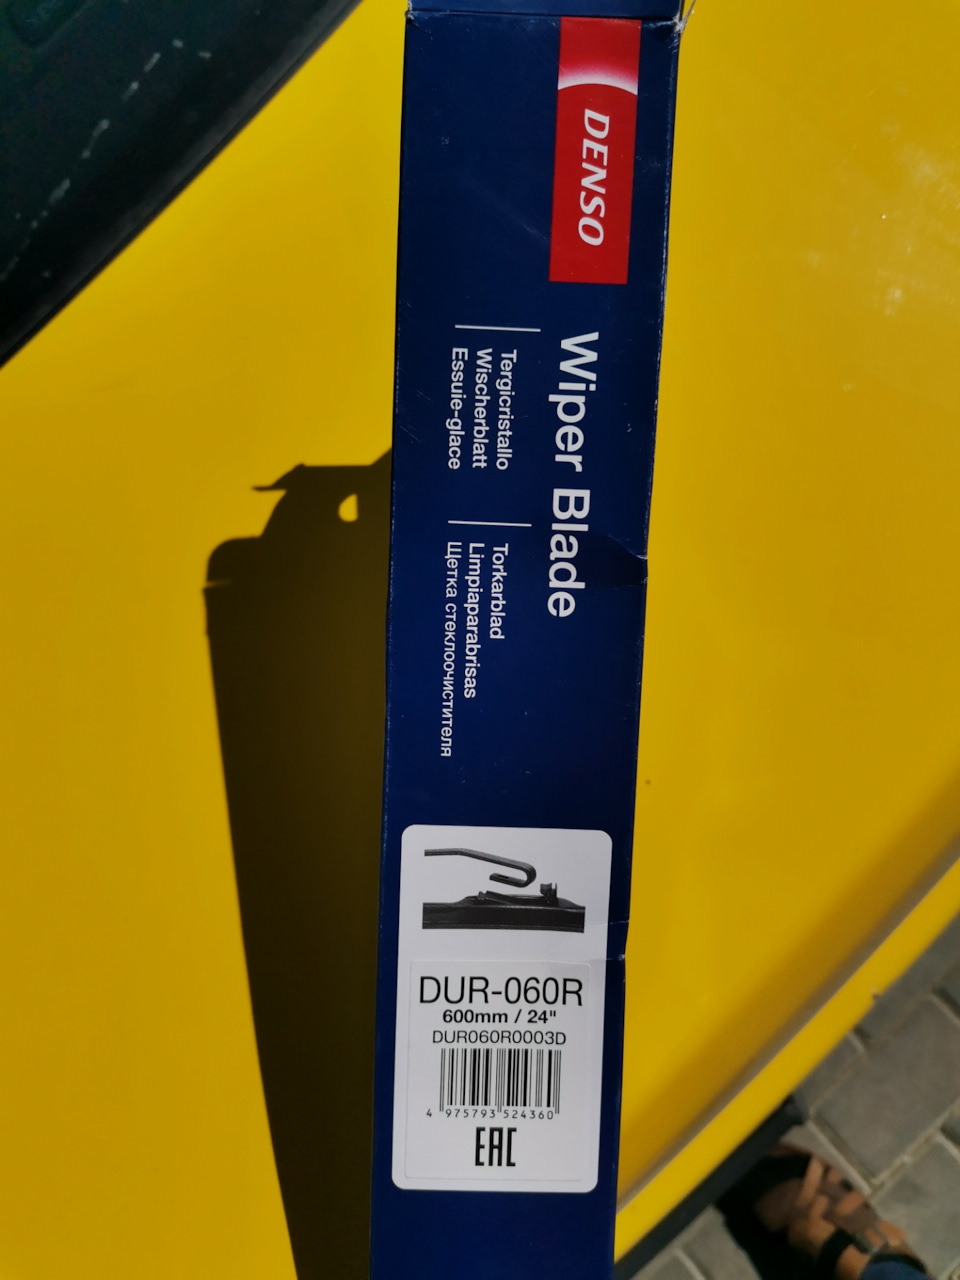 DENSO
Wiper Blade
Tergicristallo
Wischerblatt
Essuie-glace
Torkarblad
Limpiaparabrisas
Щетка стеклоочистителя
DUR-060R
600mm / 24"
DUR060R0003D
4 975793 524360
EAC